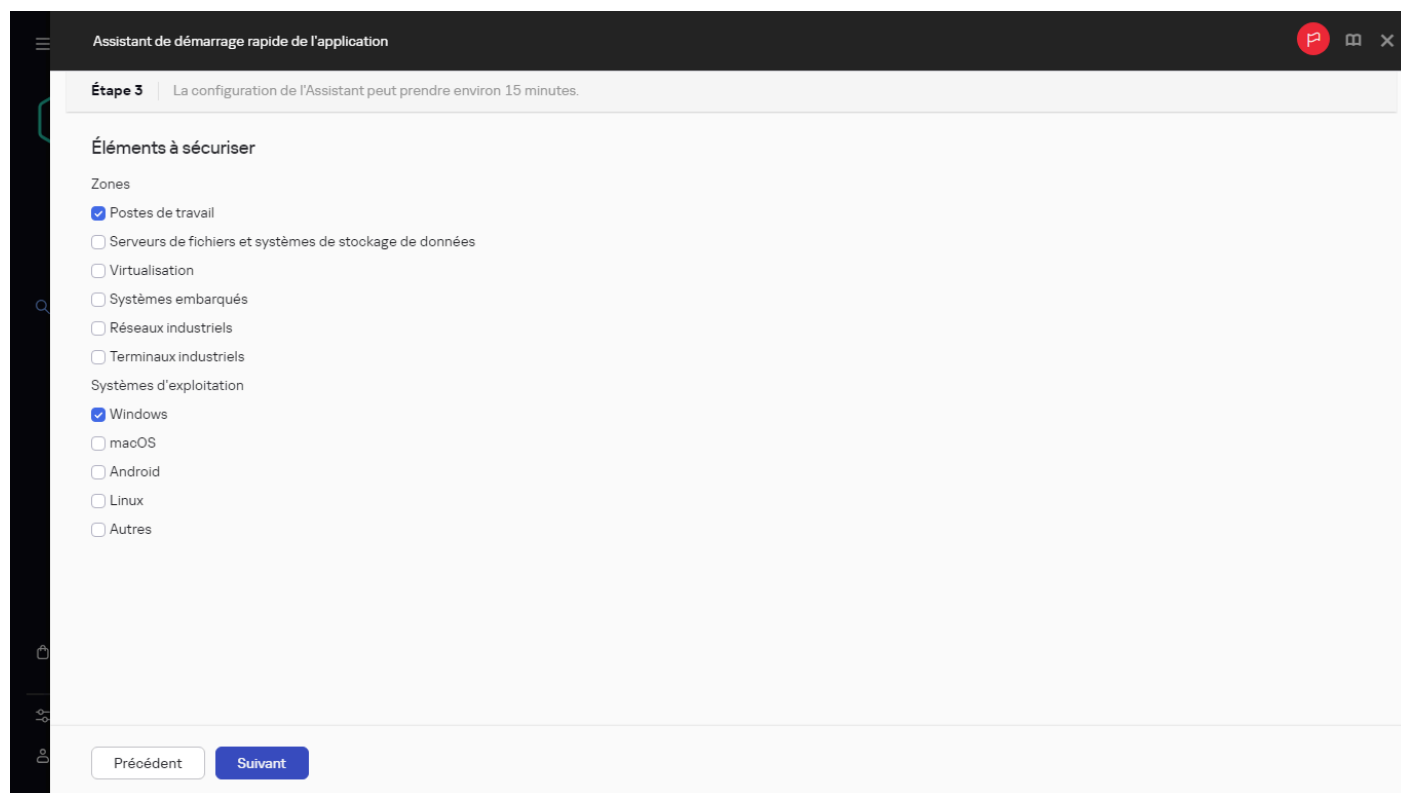 Assistant de démarrage rapide de l'application
Étape 3 La configuration de l'Assistant peut prendre environ 15 minutes.
Éléments à sécuriser
Zones
Postes de travail
Serveurs de fichiers et systèmes de stockage de données
Virtualisation
Systèmes embarqués
Réseaux industriels
Terminaux industriels
Systèmes d'exploitation
Windows
macOS
Android
Linux
Autres
Précédent Suivant